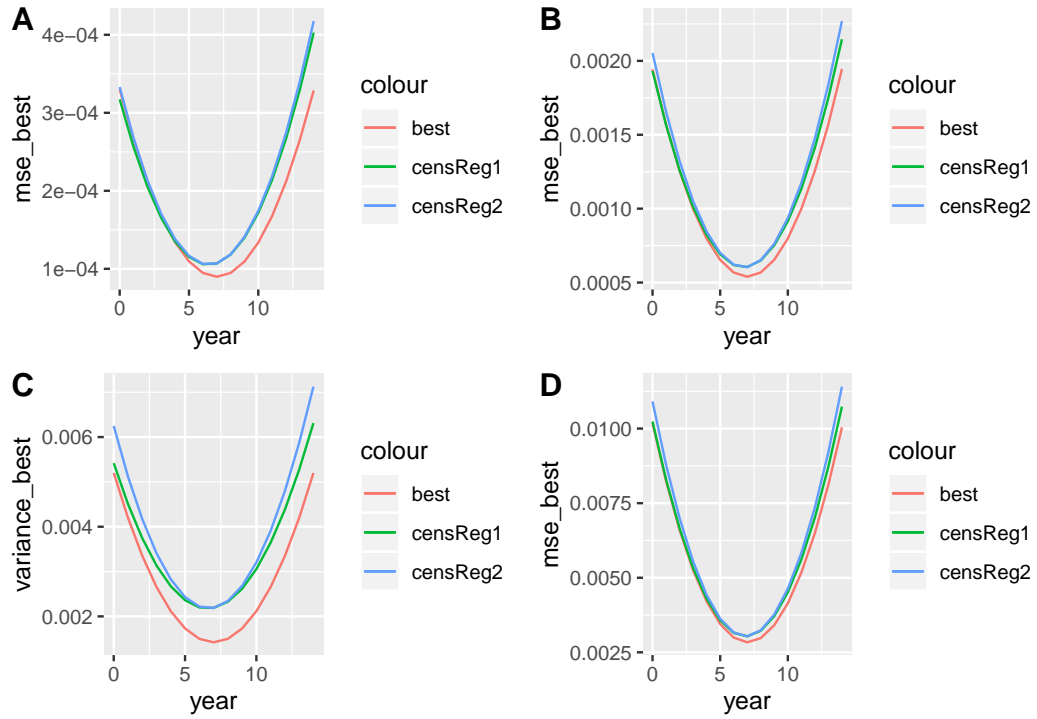 A
mse_best
4e−04
3e−04
2e−04
1e−04
0
10
year
colour
best
censReg1
censReg2
B
mse_best
0.0020
0.0015
0.0010
0.0005
0
5
10
year
colour
best
censReg1
censReg2
C
variance_best
0.006
0.004
0.002
0
5
10
year
colour
best
censReg1
censReg2
D
mse_best
0.0100
0.0075
0.0050
0.0025
0
5
10
year
colour
best
censReg1
censReg2